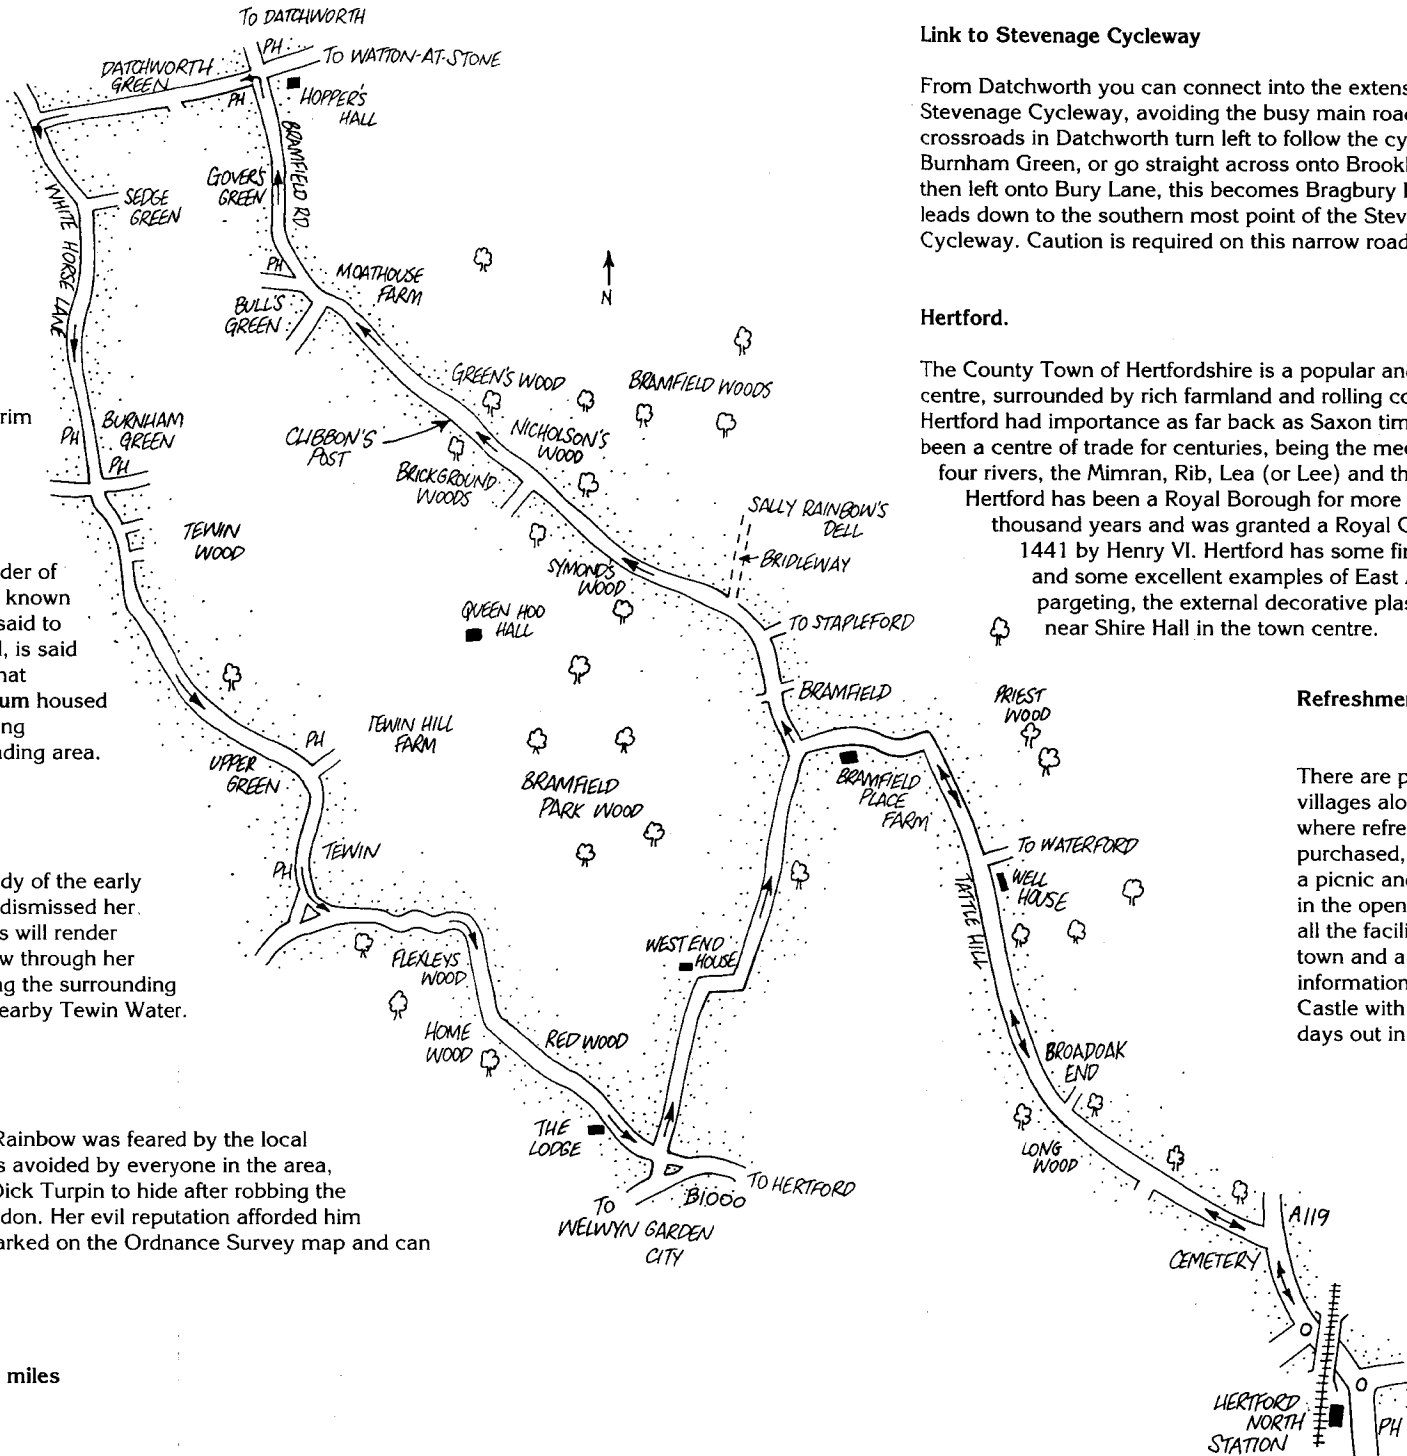 TO DATCHWORTH
PH
TO WATTON-AT-STONE
DATCHWORTH
GREEN
PH
HOPPER'S
HALL
BRAMFIELD RD.
GOVER'S
GREEN
SEDGE
GREEN
WHITE HORSE LANE
PH
MOATHOUSE
FARM
BULL'S
GREEN
N
GREEN'S WOOD
BRAMFIELD WOODS
CLIBBON'S
POST
NICHOLSON'S
WOOD
BRICKGROUND
WOODS
PH
BURNHAM
GREEN
PH
TEWIN
WOOD
SALLY RAINBOW'S
DELL
BRIDLEWAY
SYMOND'S
WOOD
QUEEN HOO
HALL
TO STAPLEFORD
BRAMFIELD
PRIEST
WOOD
TEWIN HILL
FARM
PH
UPPER
GREEN
BRAMFIELD
PARK WOOD
BRAMFIELD
PLACE
FARM
TO WATERFORD
WELL
HOUSE
TATTLE HILL
TEWIN
PH
FLEXLEYS
WOOD
WEST END
HOUSE
HOME
WOOD
RED WOOD
BROADOAK
END
THE
LODGE
LONG
WOOD
TO
WELWYN GARDEN
CITY
B1000
TO HERTFORD
A119
CEMETERY
HERTFORD
NORTH
STATION
PH
rim
der of
known
said to
l, is said
hat
um housed
ng
ading area.
dy of the early
dismissed her
s will render
w through her
ng the surrounding
earby Tewin Water.
Rainbow was feared by the local
s avoided by everyone in the area,
Dick Turpin to hide after robbing the
don. Her evil reputation afforded him
arked on the Ordnance Survey map and can
miles
Link to Stevenage Cycleway
From Datchworth you can connect into the extens
Stevenage Cycleway, avoiding the busy main road
crossroads in Datchworth turn left to follow the cy
Burnham Green, or go straight across onto Brookl
then left onto Bury Lane, this becomes Bragbury l
leads down to the southern most point of the Stev
Cycleway. Caution is required on this narrow road
Hertford.
The County Town of Hertfordshire is a popular an
centre, surrounded by rich farmland and rolling co
Hertford had importance as far back as Saxon tim
been a centre of trade for centuries, being the mee
four rivers, the Mimran, Rib, Lea (or Lee) and th
Hertford has been a Royal Borough for more
thousand years and was granted a Royal C
1441 by Henry VI. Hertford has some fi
and some excellent examples of East A
pargeting, the external decorative plas
near Shire Hall in the town centre.
Refreshme
There are p
villages alo
where refre
purchased,
a picnic and
in the open
all the facili
town and a
information
Castle with
days out in